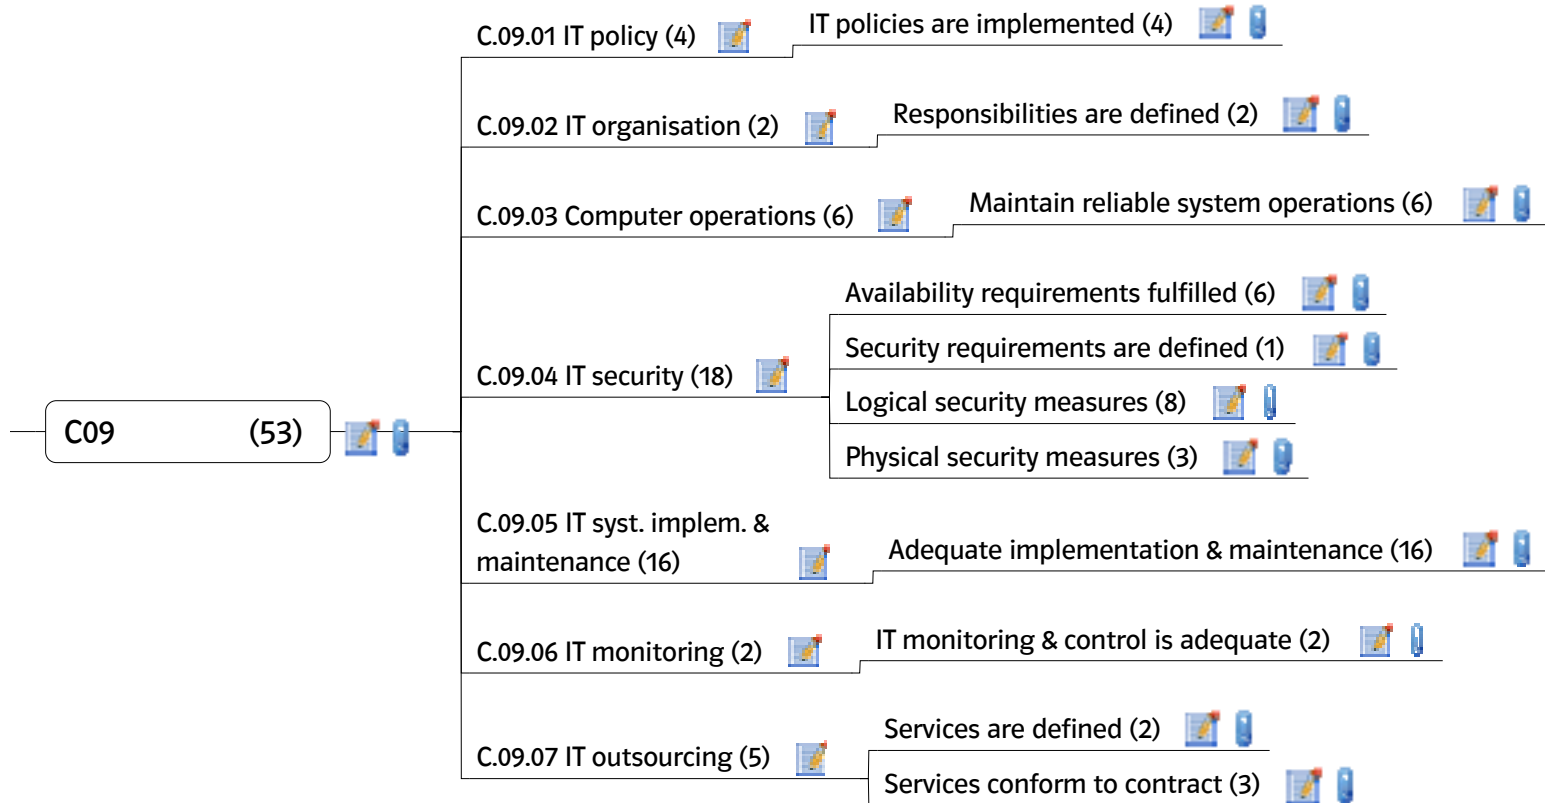 C.09.01 IT policy (4)
IT policies are implemented (4)
C.09.02 IT organisation (2)
Responsibilities are defined (2)
C.09.03 Computer operations (6)
Maintain reliable system operations (6)
C09 (53)
C.09.04 IT security (18)
Availability requirements fulfilled (6)
Security requirements are defined (1)
Logical security measures (8)
Physical security measures (3)
C.09.05 IT syst. implem. &
maintenance (16)
Adequate implementation & maintenance (16)
C.09.06 IT monitoring (2)
IT monitoring & control is adequate (2)
C.09.07 IT outsourcing (5)
Services are defined (2)
Services conform to contract (3)